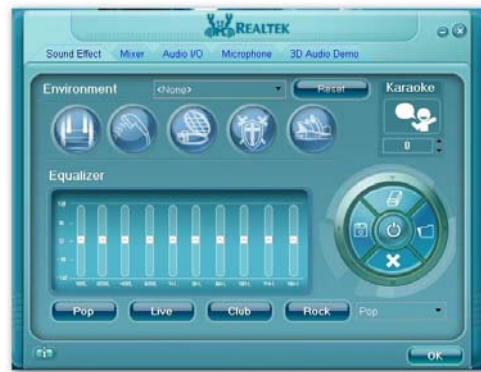 REALTEK
Sound Effect Mixer Audio I/O Microphone 3D Audio Demo
Environment <None> Reset Karaoke
0
Equalizer
Pop Live Club Rock Pop
OK